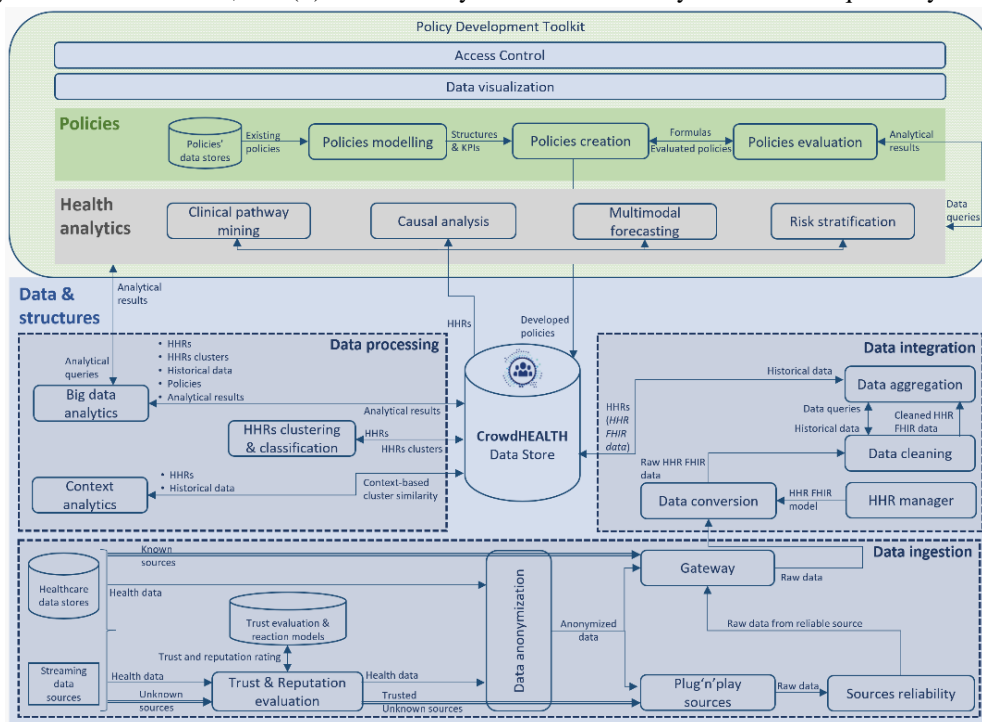 Policy Development Toolkit
Access Control
Data visualization
Policies
Policies'
data stores
Existing
policies
Policies modelling
Structures
& KPIs
Policies creation
Formulas
Evaluated policies
Policies evaluation
Analytical
results
Health
analytics
Clinical pathway
mining
Causal analysis
Multimodal
forecasting
Risk stratification
Data
queries
Data &
structures
Analytical
results
HHRs
Developed
policies
Data processing
Analytical
queries
• HHRs
• HHRs clusters
• Historical data
• Policies
• Analytical results
Big data
analytics
Analytical results
HHRs clustering
& classification
HHRs
HHRs clusters
Context
analytics
• HHRs
• Historical data
Context-based
cluster similarity
CrowdHEALTH
Data Store
HHRs
(HHR
FHIR
data)
Data integration
Historical data
Data aggregation
Data queries
Historical data
Cleaned HHR
FHIR data
Data cleaning
Raw HHR FHIR
data
Data conversion
HHR FHIR
model
HHR manager
Data ingestion
Healthcare
data stores
Known
sources
Health data
Trust evaluation &
reaction models
Trust and reputation rating
Streaming
data
sources
Health data
Unknown
sources
Trust & Reputation
evaluation
Health data
Trusted
Unknown sources
Data anonymization
Anonymized
data
Gateway
Raw data
Raw data from reliable source
Plug'n'play
sources
Raw data
Sources reliability